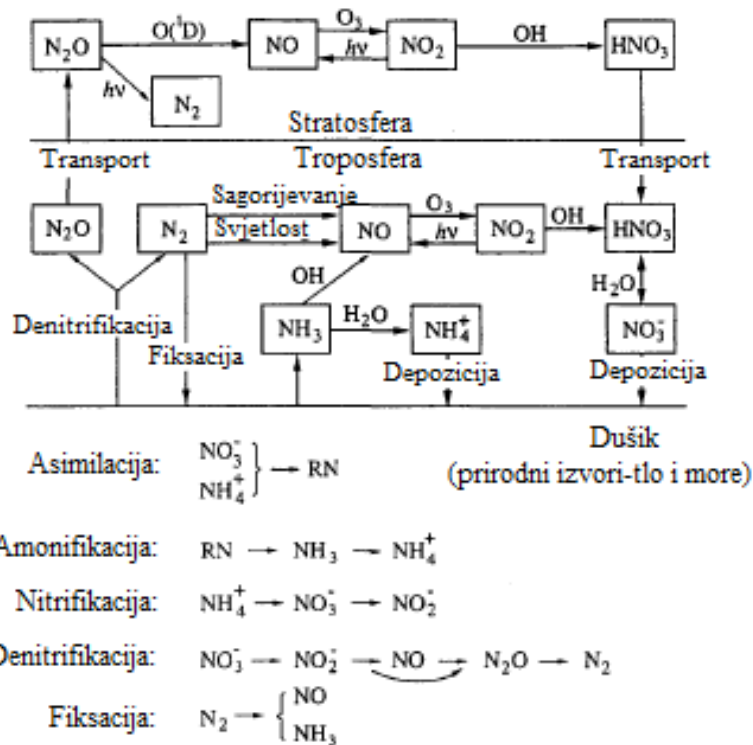 N₂O O(¹D) NO O₃ hν NO₂ OH HNO₃
hν N₂
Stratosfera
Transport Troposfera Transport
Sagorijevanje
N₂O N₂ Svjetlost NO O₃ hν NO₂ OH HNO₃
OH H₂O
Denitrifikacija Fiksacija NH₃ H₂O NH₄⁺ NO₃⁻
Depozicija Depozicija
Dušik
(prirodni izvori-tlo i more)
Asimilacija: NO₃⁻ NH₄⁺ } → RN
Amonifikacija: RN → NH₃ → NH₄⁺
Nitrifikacija: NH₄⁺ → NO₃⁻ → NO₂⁻
Denitrifikacija: NO₃⁻ → NO₂⁻ → NO → N₂O → N₂
Fiksacija: N₂ → { NO NH₃